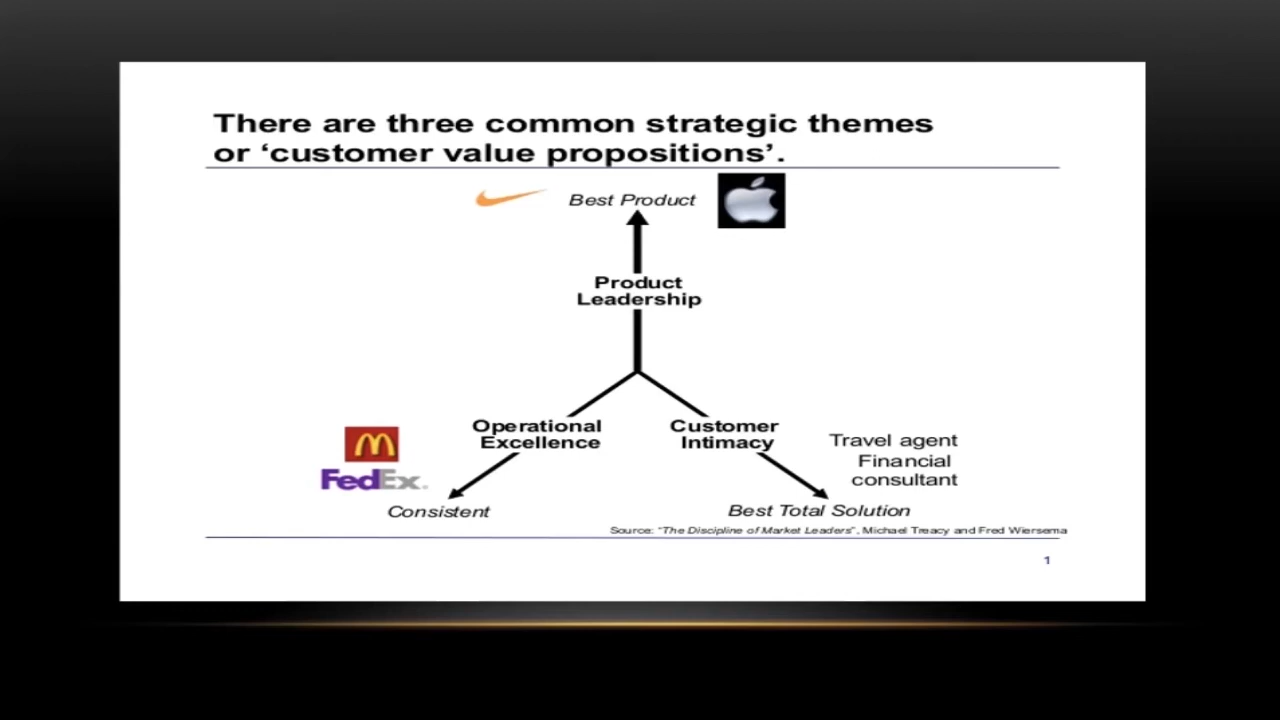 There are three common strategic themes
or ‘customer value propositions’.
Best Product
Product
Leadership
Operational
Excellence
Customer
Intimacy
Travel agent
Financial
consultant
FedEx.
Consistent
Best Total Solution
Source: “The Discipline of Market Leaders”, Michael Treacy and Fred Wiersema
1